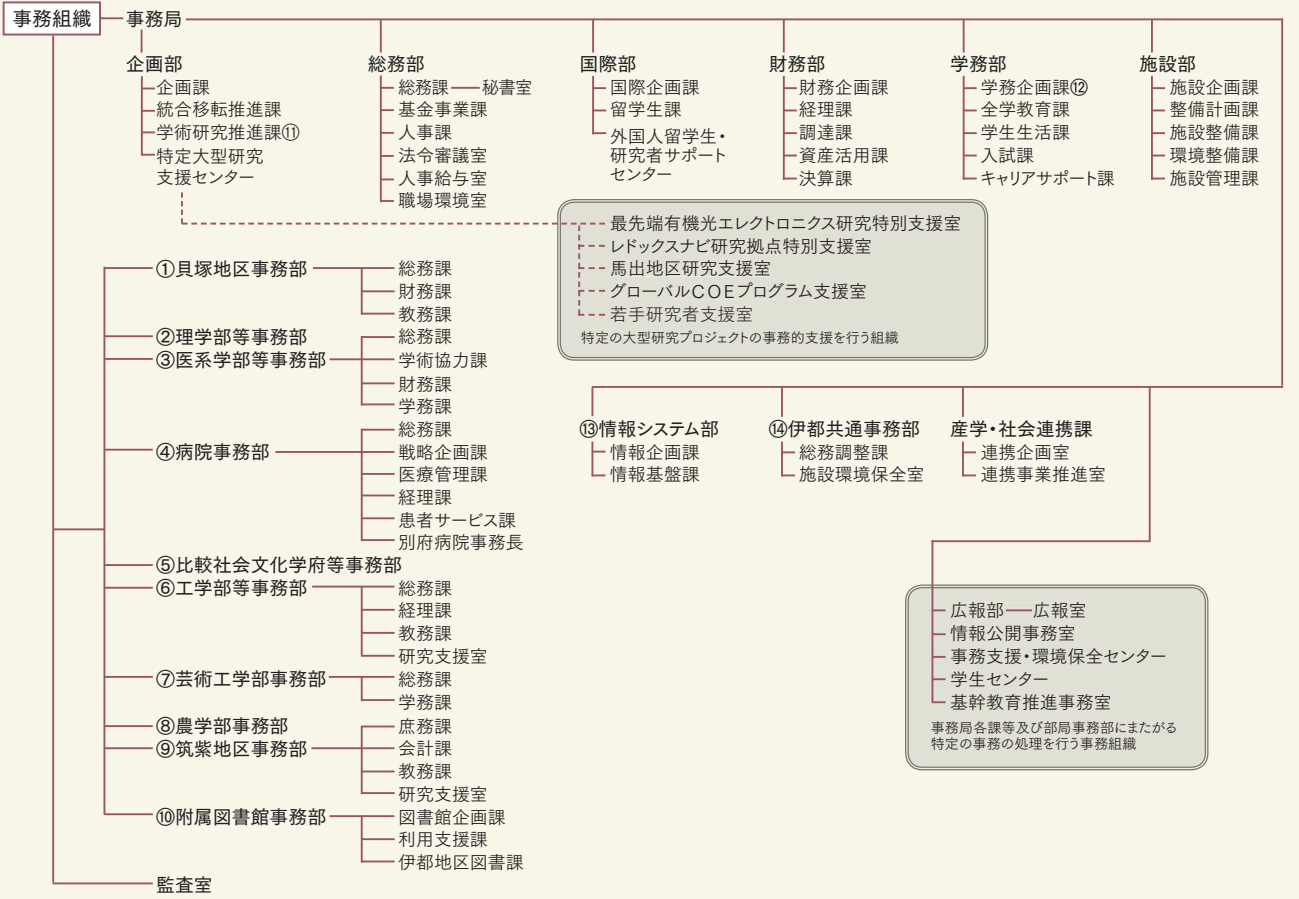 事務組織
事務局
企画部
企画課
統合移転推進課
学術研究推進課⑪
特定大型研究
支援センター
総務部
総務課
秘書室
基金事業課
人事課
法令審議室
人事給与室
職場環境室
国際部
国際企画課
留学生課
外国人留学生・
研究者サポート
センター
財務部
財務企画課
経理課
調達課
資産活用課
決算課
学務部
学務企画課⑫
全学教育課
学生生活課
入試課
キャリアサポート課
施設部
施設企画課
整備計画課
施設整備課
環境整備課
施設管理課
最先端有機光エレクトロニクス研究特別支援室
レドックスナビ研究拠点特別支援室
馬出地区研究支援室
グローバルCOEプログラム支援室
若手研究者支援室
特定の大型研究プロジェクトの事務的支援を行う組織
①貝塚地区事務部
総務課
財務課
教務課
②理学部等事務部
③医系学部等事務部
総務課
学術協力課
財務課
学務課
④病院事務部
総務課
戦略企画課
医療管理課
経理課
患者サービス課
別府病院事務長
⑤比較社会文化学府等事務部
⑥工学部等事務部
総務課
経理課
教務課
研究支援室
⑦芸術工学部事務部
総務課
学務課
⑧農学部事務部
⑨筑紫地区事務部
庶務課
会計課
教務課
研究支援室
⑩附属図書館事務部
図書館企画課
利用支援課
伊都地区図書課
監査室
⑬情報システム部
情報企画課
情報基盤課
⑭伊都共通事務部
総務調整課
施設環境保全室
産学・社会連携課
連携企画室
連携事業推進室
広報部
広報室
情報公開事務室
事務支援・環境保全センター
学生センター
基幹教育推進事務室
事務局各課等及び部局事務部にまたがる
特定の事務の処理を行う事務組織